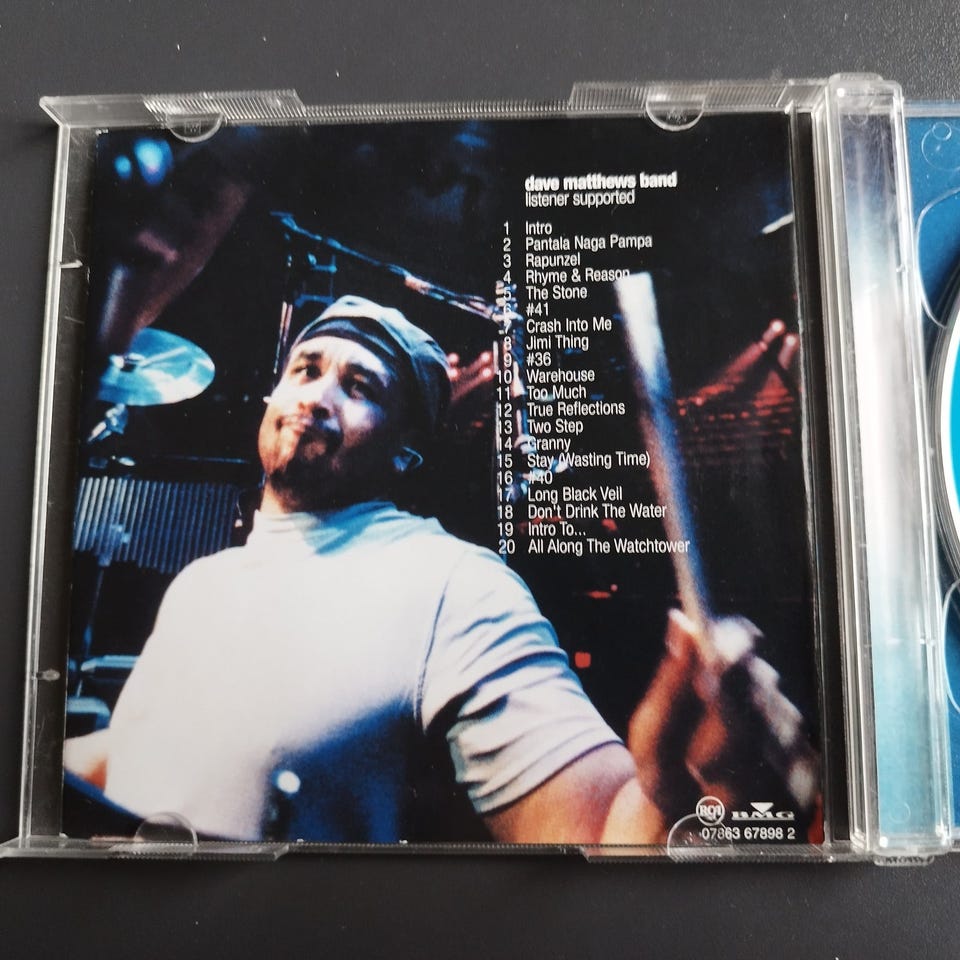 dave matthews band
listener supported
1 Intro
2 Pantala Naga Pampa
3 Rapunzel
4 Rhyme & Reason
5 The Stone
6 #41
7 Crash Into Me
8 Jimi Thing
9 #36
10 Warehouse
11 Too Much
12 True Reflections
13 Two Step
14 Granny
15 Stay (Wasting Time)
16 #40
17 Long Black Veil
18 Don't Drink The Water
19 Intro To...
20 All Along The Watchtower
RCA BMG
07863 67898 2